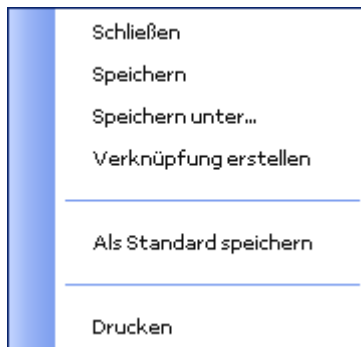 Schließen
Speichern
Speichern unter...
Verknüpfung erstellen
Als Standard speichern
Drucken